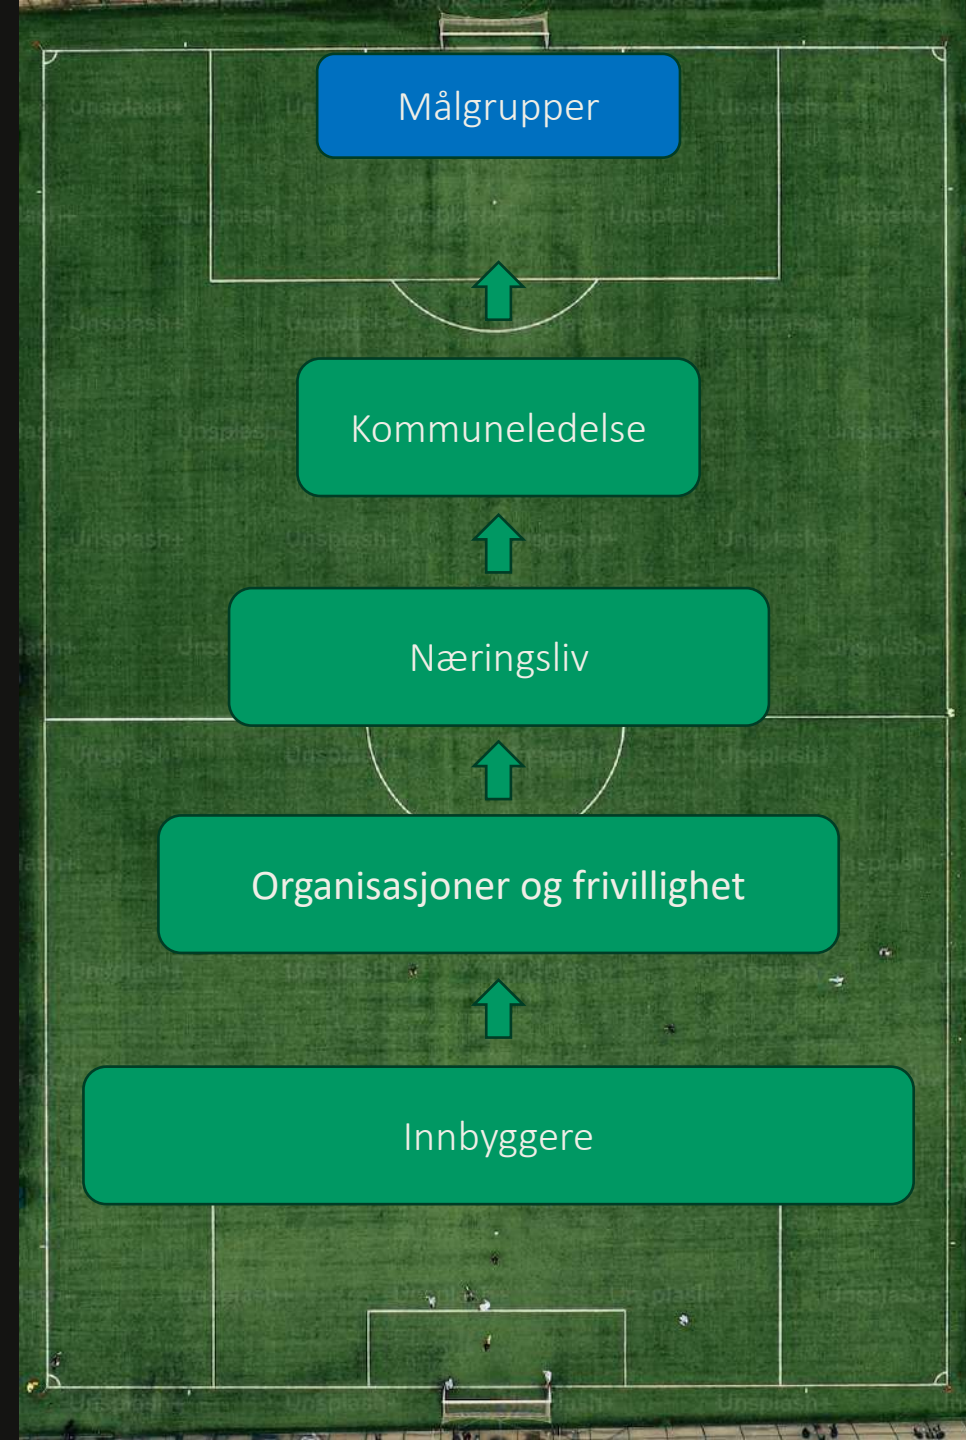 Målgrupper
Kommuneledelse
Næringsliv
Organisasjoner og frivillighet
Innbyggere